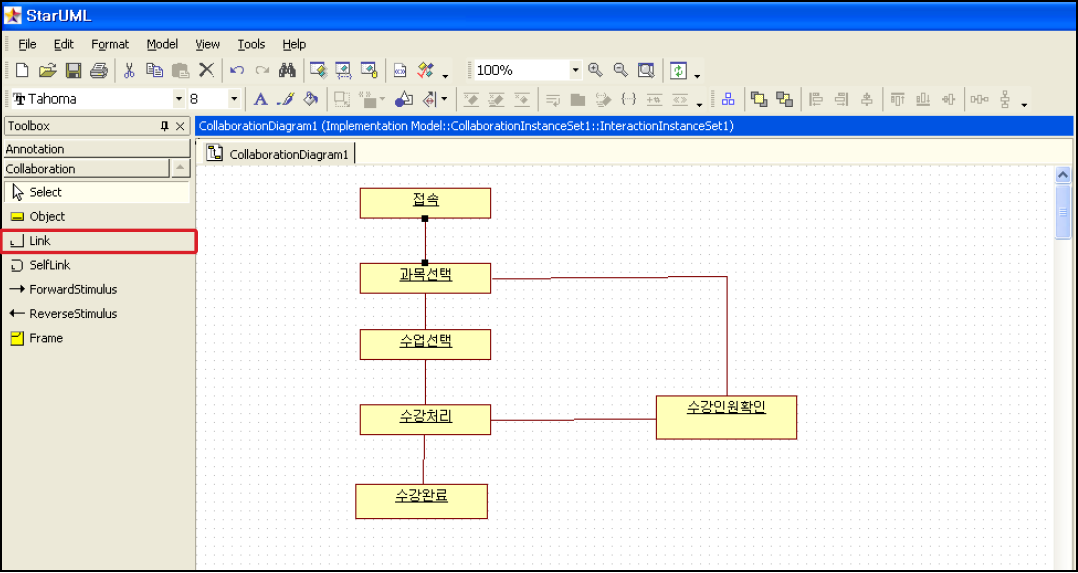 StarUML
File Edit Format Model View Tools Help
100%
Tahoma 8
Toolbox
CollaborationDiagram1 (Implementation Model::CollaborationInstanceSet1::InteractionInstanceSet1)
Annotation
CollaborationDiagram1
Collaboration
Select
Object
Link
SelfLink
ForwardStimulus
ReverseStimulus
Frame
접속
과목선택
수업선택
수강처리
수강인원확인
수강완료